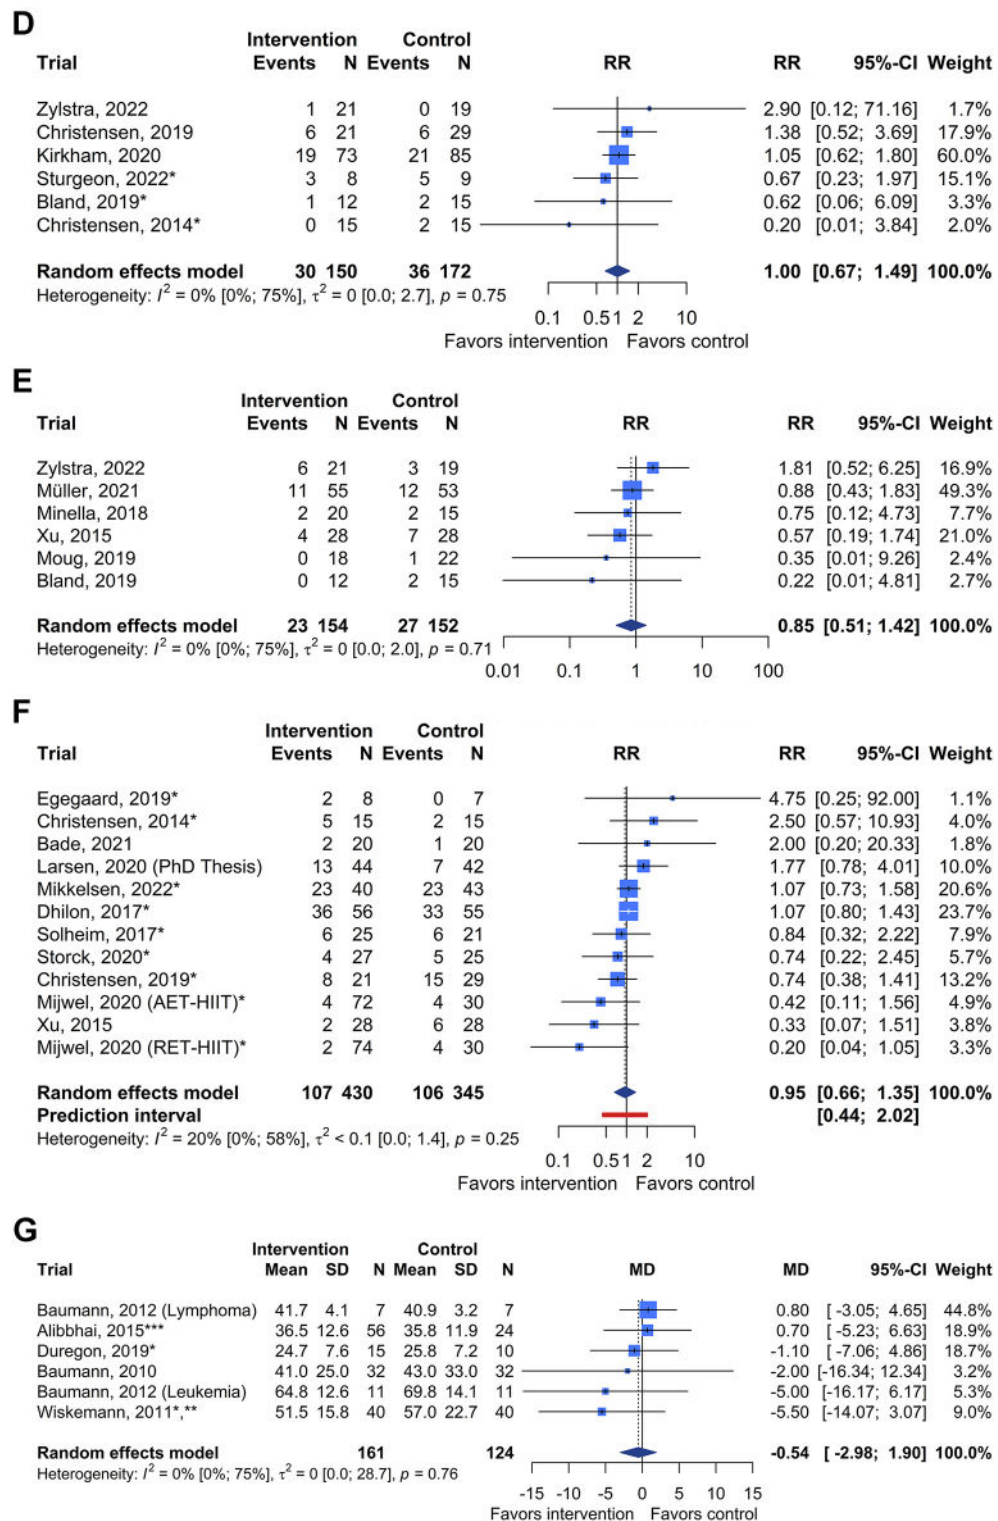 D
Intervention Control
Trial Events N Events N RR RR 95%-CI Weight
Zylstra, 2022 1 21 0 19 2.90 [0.12; 71.16] 1.7%
Christensen, 2019 6 21 6 29 1.38 [0.52; 3.69] 17.9%
Kirkham, 2020 19 73 21 85 1.05 [0.62; 1.80] 60.0%
Sturgeon, 2022* 3 8 5 9 0.67 [0.23; 1.97] 15.1%
Bland, 2019* 1 12 2 15 0.62 [0.06; 6.09] 3.3%
Christensen, 2014* 0 15 2 15 0.20 [0.01; 3.84] 2.0%
Random effects model 30 150 36 172 1.00 [0.67; 1.49] 100.0%
Heterogeneity: I² = 0% [0%; 75%], τ² = 0 [0.0; 2.7], p = 0.75
0.1 0.5 1 2 10
Favors intervention Favors control
E
Intervention Control
Trial Events N Events N RR RR 95%-CI Weight
Zylstra, 2022 6 21 3 19 1.81 [0.52; 6.25] 16.9%
Müller, 2021 11 55 12 53 0.88 [0.43; 1.83] 49.3%
Minella, 2018 2 20 2 15 0.75 [0.12; 4.73] 7.7%
Xu, 2015 4 28 7 28 0.57 [0.19; 1.74] 21.0%
Moug, 2019 0 18 1 22 0.35 [0.01; 9.26] 2.4%
Bland, 2019 0 12 2 15 0.22 [0.01; 4.81] 2.7%
Random effects model 23 154 27 152 0.85 [0.51; 1.42] 100.0%
Heterogeneity: I² = 0% [0%; 75%], τ² = 0 [0.0; 2.0], p = 0.71
0.01 0.1 1 10 100
F
Intervention Control
Trial Events N Events N RR RR 95%-CI Weight
Egegaard, 2019* 2 8 0 7 4.75 [0.25; 92.00] 1.1%
Christensen, 2014* 5 15 2 15 2.50 [0.57; 10.93] 4.0%
Bade, 2021 2 20 1 20 2.00 [0.20; 20.33] 1.8%
Larsen, 2020 (PhD Thesis) 13 44 7 42 1.77 [0.78; 4.01] 10.0%
Mikkelsen, 2022* 23 40 23 43 1.07 [0.73; 1.58] 20.6%
Dhilon, 2017* 36 56 33 55 1.07 [0.80; 1.43] 23.7%
Solheim, 2017* 6 25 6 21 0.84 [0.32; 2.22] 7.9%
Storck, 2020* 4 27 5 25 0.74 [0.22; 2.45] 5.7%
Christensen, 2019* 8 21 15 29 0.74 [0.38; 1.41] 13.2%
Mijwel, 2020 (AET-HIIT)* 4 72 4 30 0.42 [0.11; 1.56] 4.9%
Xu, 2015 2 28 6 28 0.33 [0.07; 1.51] 3.8%
Mijwel, 2020 (RET-HIIT)* 2 74 4 30 0.20 [0.04; 1.05] 3.3%
Random effects model 107 430 106 345 0.95 [0.66; 1.35] 100.0%
Prediction interval [0.44; 2.02]
Heterogeneity: I² = 20% [0%; 58%], τ² < 0.1 [0.0; 1.4], p = 0.25
0.1 0.5 1 2 10
Favors intervention Favors control
G
Intervention Control
Trial Mean SD N Mean SD N MD MD 95%-CI Weight
Baumann, 2012 (Lymphoma) 41.7 4.1 7 40.9 3.2 7 0.80 [ -3.05; 4.65] 44.8%
Alibbhai, 2015*** 36.5 12.6 56 35.8 11.9 24 0.70 [ -5.23; 6.63] 18.9%
Duregon, 2019* 24.7 7.6 15 25.8 7.2 10 -1.10 [ -7.06; 4.86] 18.7%
Baumann, 2010 41.0 25.0 32 43.0 33.0 32 -2.00 [-16.34; 12.34] 3.2%
Baumann, 2012 (Leukemia) 64.8 12.6 11 69.8 14.1 11 -5.00 [-16.17; 6.17] 5.3%
Wiskemann, 2011*,** 51.5 15.8 40 57.0 22.7 40 -5.50 [-14.07; 3.07] 9.0%
Random effects model 161 124 -0.54 [ -2.98; 1.90] 100.0%
Heterogeneity: I² = 0% [0%; 75%], τ² = 0 [0.0; 28.7], p = 0.76
-15 -10 -5 0 5 10 15
Favors intervention Favors control